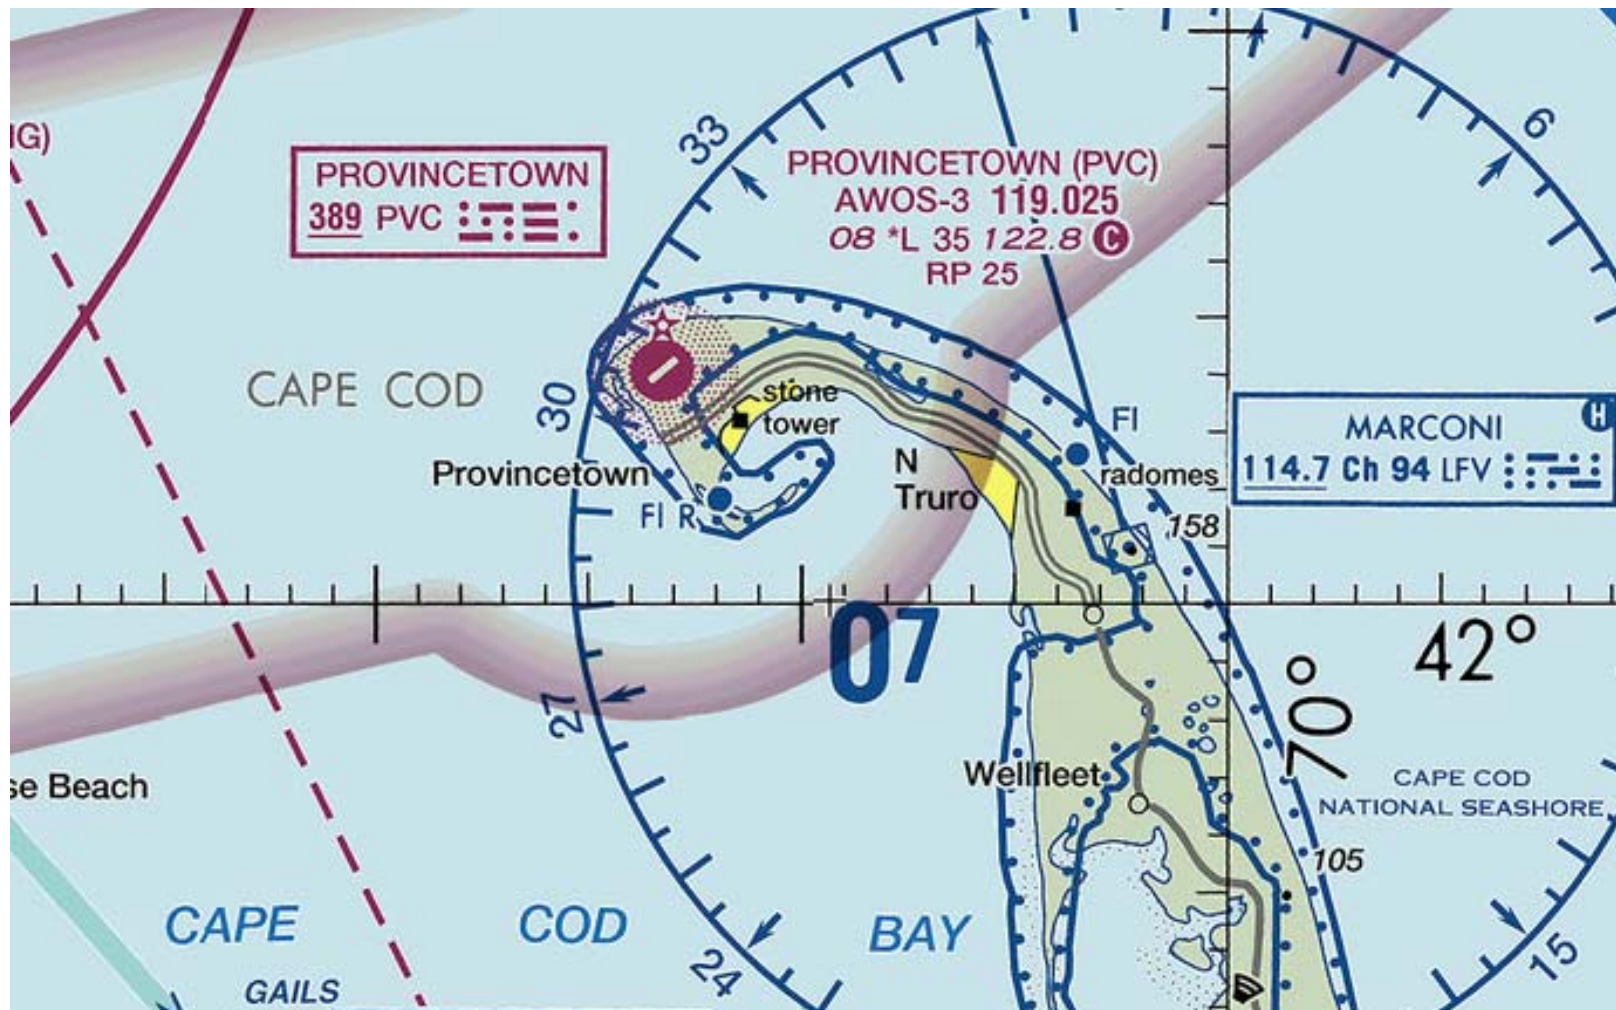 IG)
PROVINCETOWN
389 PVC
33
PROVINCETOWN (PVC)
AWOS-3 119.025
08 *L 35 122.8 C
RP 25
6
CAPE COD
30
stone
tower
Provincetown
Fl R
N
Truro
Fl
radomes
158
H
MARCONI
114.7 Ch 94 LFV
07
42°
70°
27
se Beach
Wellfleet
CAPE COD
NATIONAL SEASHORE
105
CAPE COD BAY
24
15
GAILS